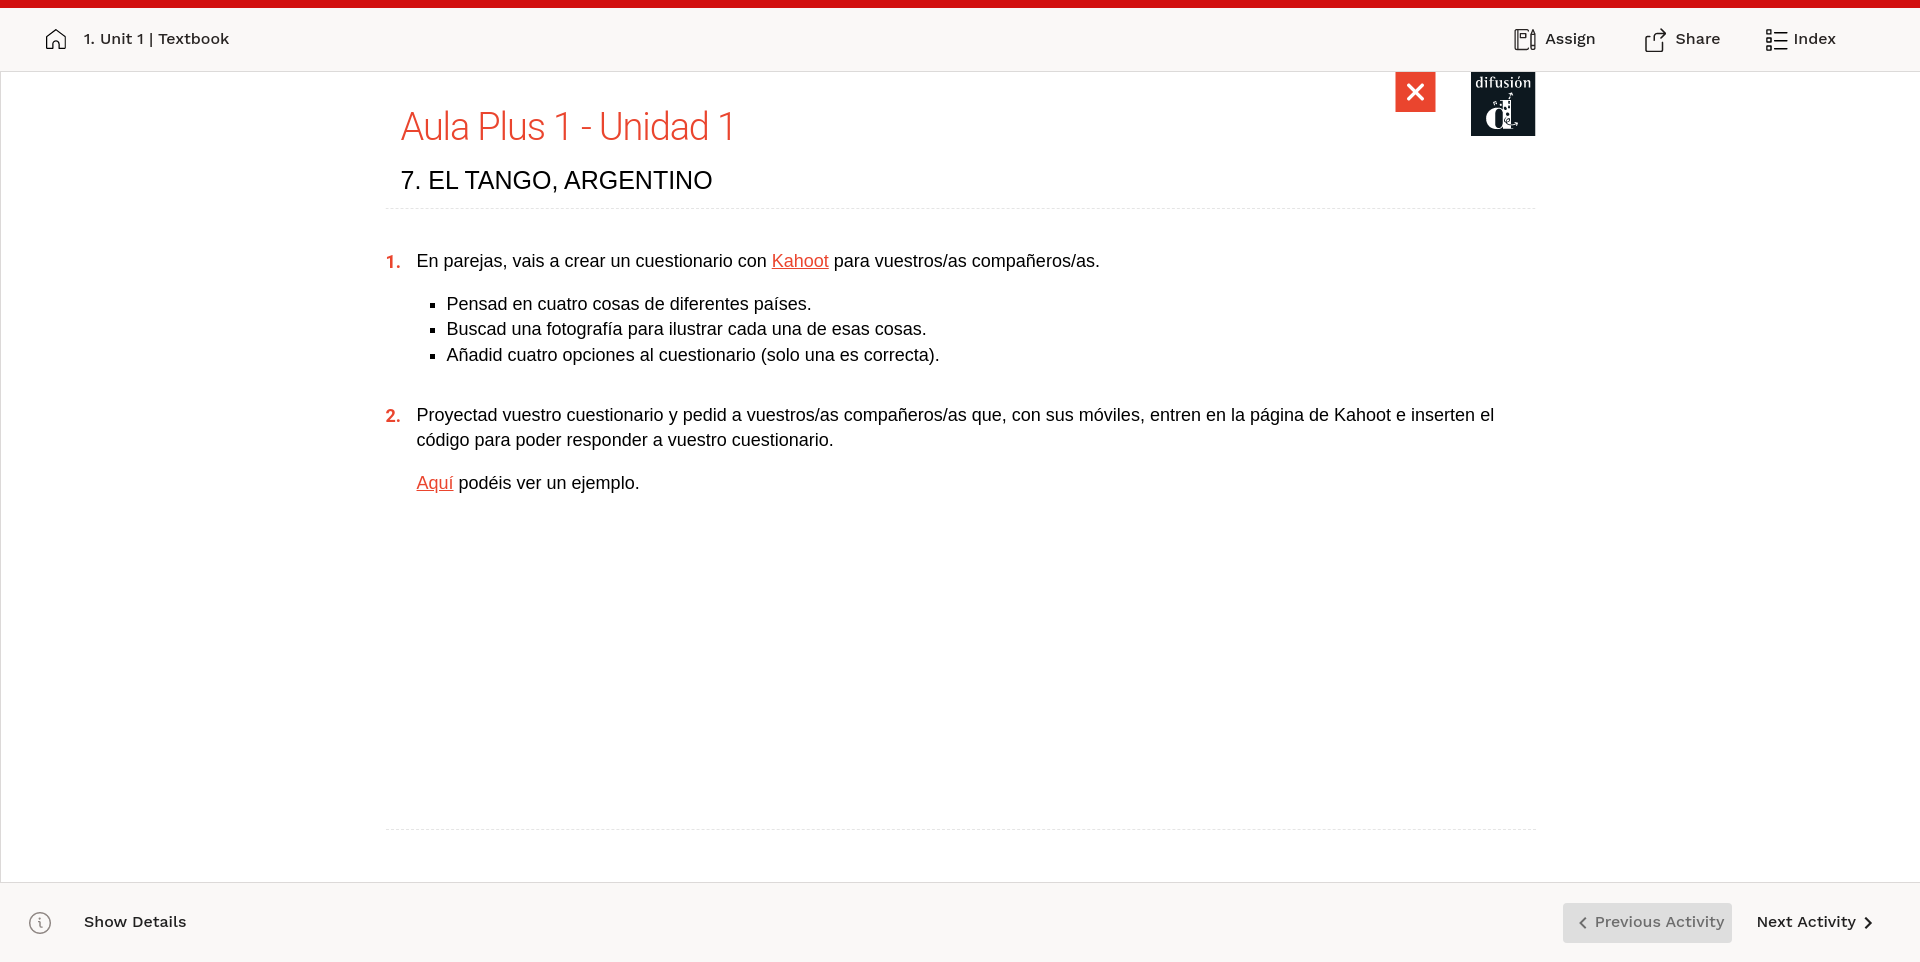 1. Unit 1 | Textbook
Assign
Share
Index
difusión
d
Aula Plus 1 - Unidad 1
7. EL TANGO, ARGENTINO
1. En parejas, vais a crear un cuestionario con Kahoot para vuestros/as compañeros/as.
▪ Pensad en cuatro cosas de diferentes países.
▪ Buscad una fotografía para ilustrar cada una de esas cosas.
▪ Añadid cuatro opciones al cuestionario (solo una es correcta).
2. Proyectad vuestro cuestionario y pedid a vuestros/as compañeros/as que, con sus móviles, entren en la página de Kahoot e inserten el
código para poder responder a vuestro cuestionario.
Aquí podéis ver un ejemplo.
Show Details
Previous Activity
Next Activity